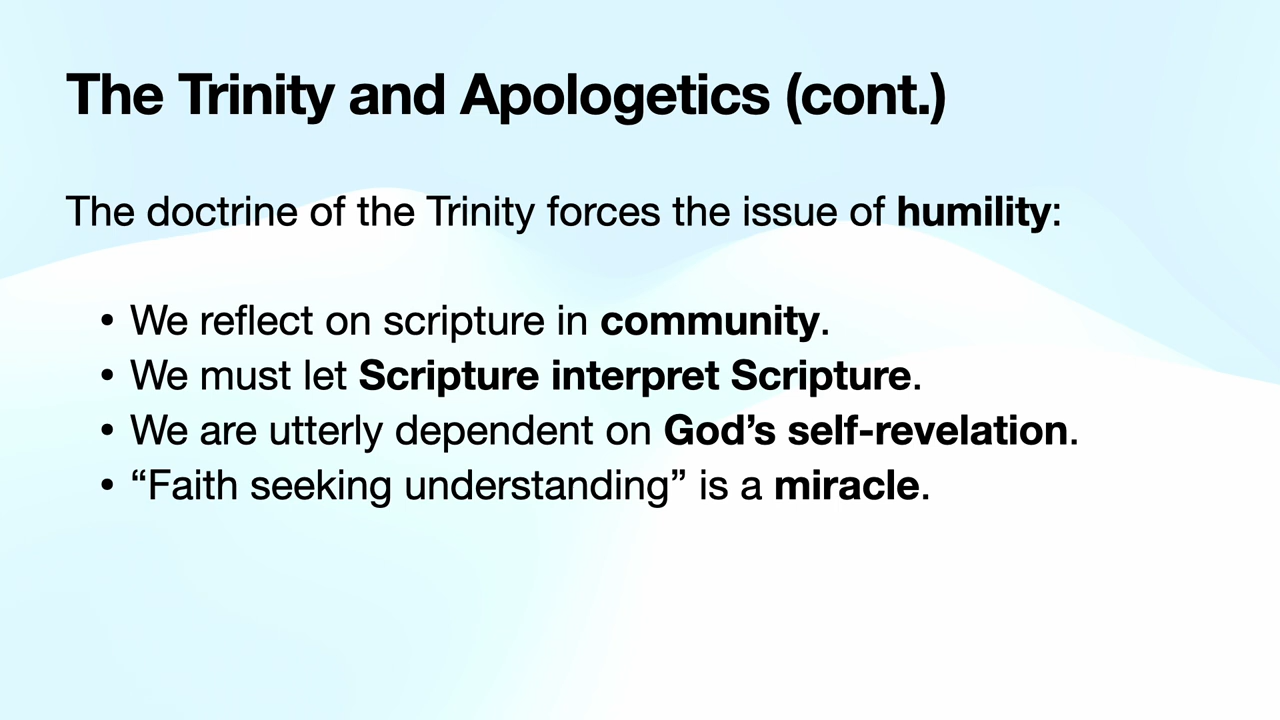 The Trinity and Apologetics (cont.)
The doctrine of the Trinity forces the issue of humility:
• We reflect on scripture in community.
• We must let Scripture interpret Scripture.
• We are utterly dependent on God’s self-revelation.
• “Faith seeking understanding” is a miracle.